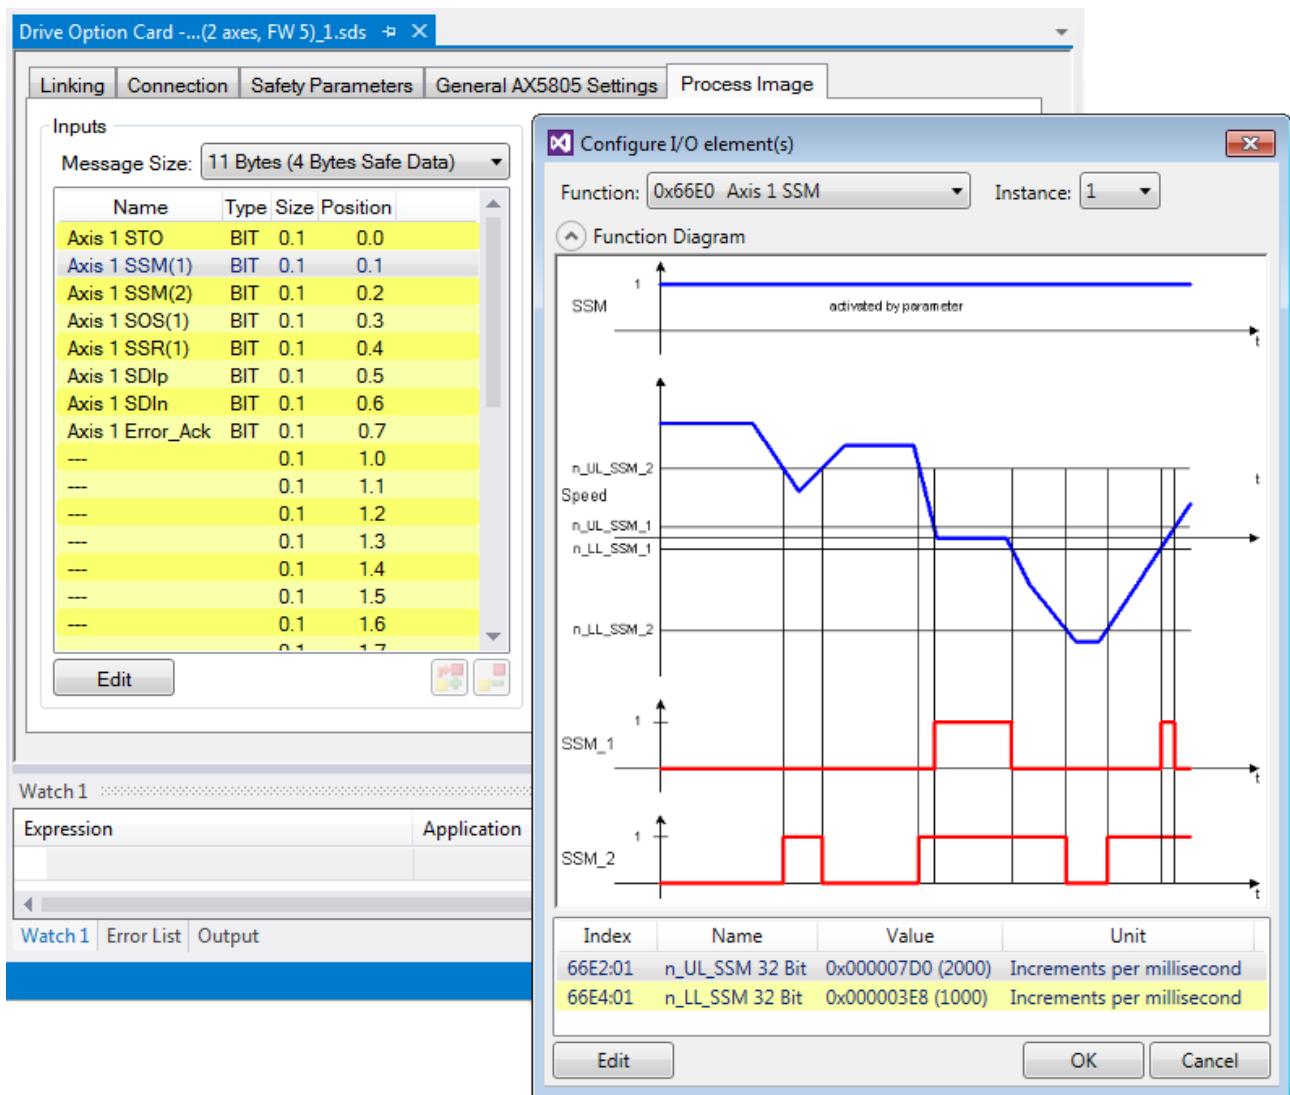 Drive Option Card -...(2 axes, FW 5)_1.sds
Linking Connection Safety Parameters General AX5805 Settings Process Image
Inputs
Message Size: 11 Bytes (4 Bytes Safe Data)
Name Type Size Position
Axis 1 STO BIT 0.1 0.0
Axis 1 SSM(1) BIT 0.1 0.1
Axis 1 SSM(2) BIT 0.1 0.2
Axis 1 SOS(1) BIT 0.1 0.3
Axis 1 SSR(1) BIT 0.1 0.4
Axis 1 SDIp BIT 0.1 0.5
Axis 1 SDIn BIT 0.1 0.6
Axis 1 Error_Ack BIT 0.1 0.7
--- 0.1 1.0
--- 0.1 1.1
--- 0.1 1.2
--- 0.1 1.3
--- 0.1 1.4
--- 0.1 1.5
--- 0.1 1.6
0.1 1.7
Edit
Watch 1
Expression Application
Watch 1 Error List Output
Configure I/O element(s)
Function: 0x66E0 Axis 1 SSM Instance: 1
Function Diagram
1
SSM
activated by parameter
t
n_UL_SSM_2
t
Speed
n_UL_SSM_1
n_LL_SSM_1
n_LL_SSM_2
1
SSM_1
t
1
SSM_2
t
Index Name Value Unit
66E2:01 n_UL_SSM 32 Bit 0x000007D0 (2000) Increments per millisecond
66E4:01 n_LL_SSM 32 Bit 0x000003E8 (1000) Increments per millisecond
Edit OK Cancel